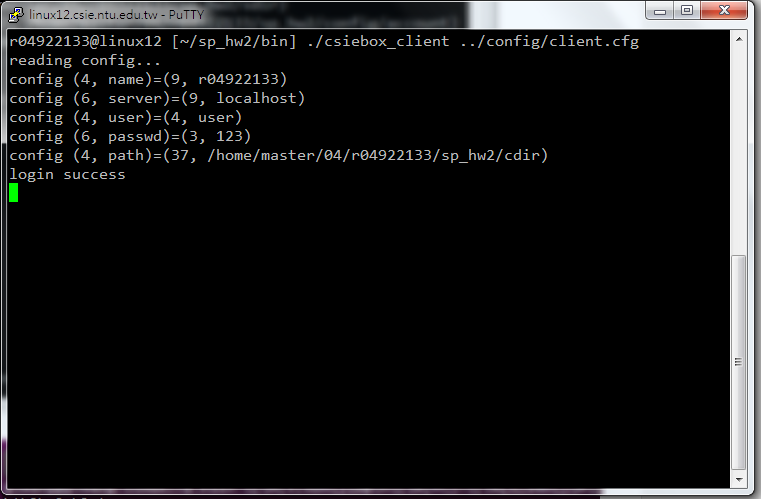 linux12.csie.ntu.edu.tw - PuTTY
r04922133@linux12 [~/sp_hw2/bin] ./csiebox_client ../config/client.cfg
reading config...
config (4, name)=(9, r04922133)
config (6, server)=(9, localhost)
config (4, user)=(4, user)
config (6, passwd)=(3, 123)
config (4, path)=(37, /home/master/04/r04922133/sp_hw2/cdir)
login success